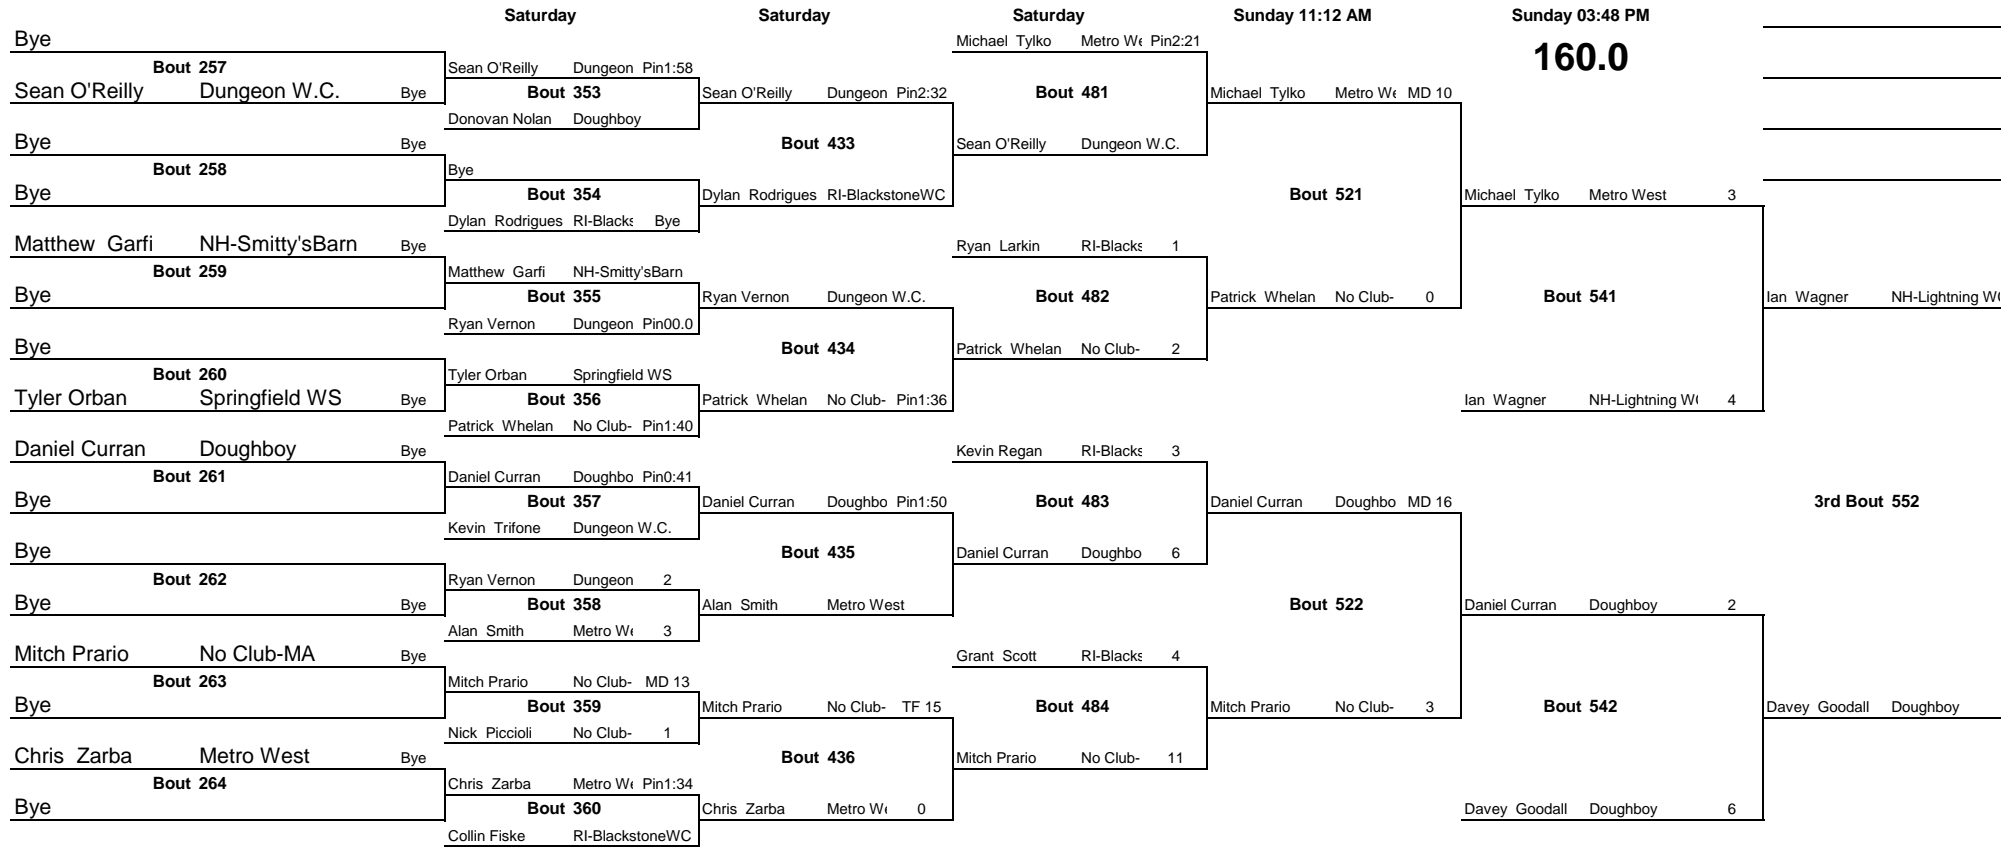 Saturday Saturday Saturday Sunday 11:12 AM Sunday 03:48 PM
Bye Michael Tylko Metro We Pin2:21
160.0
Bout 257 Sean O'Reilly Dungeon Pin1:58
Sean O'Reilly Dungeon W.C. Bye Bout 353 Sean O'Reilly Dungeon Pin2:32 Bout 481 Michael Tylko Metro We MD 10
Donovan Nolan Doughboy
Bye Bye Bout 433 Sean O'Reilly Dungeon W.C.
Bout 258 Bye
Bye Bout 354 Dylan Rodrigues RI-BlackstoneWC Bout 521 Michael Tylko Metro West 3
Dylan Rodrigues RI-Blacks Bye
Matthew Garfi NH-Smitty'sBarn Bye Ryan Larkin RI-Blacks 1
Bout 259 Matthew Garfi NH-Smitty'sBarn
Bye Bout 355 Ryan Vernon Dungeon W.C. Bout 482 Patrick Whelan No Club- 0 Bout 541 Ian Wagner NH-Lightning W
Ryan Vernon Dungeon Pin00.0
Bye Bout 434 Patrick Whelan No Club- 2
Bout 260 Tyler Orban Springfield WS
Tyler Orban Springfield WS Bye Bout 356 Patrick Whelan No Club- Pin1:36 Ian Wagner NH-Lightning W 4
Patrick Whelan No Club- Pin1:40
Daniel Curran Doughboy Bye Kevin Regan RI-Blacks 3
Bout 261 Daniel Curran Doughbo Pin0:41
Bye Bout 357 Daniel Curran Doughbo Pin1:50 Bout 483 Daniel Curran Doughbo MD 16 3rd Bout 552
Kevin Trifone Dungeon W.C.
Bye Bout 435 Daniel Curran Doughbo 6
Bout 262 Ryan Vernon Dungeon 2
Bye Bye Bout 358 Alan Smith Metro West Bout 522 Daniel Curran Doughboy 2
Alan Smith Metro We 3
Mitch Prario No Club-MA Bye Grant Scott RI-Blacks 4
Bout 263 Mitch Prario No Club- MD 13
Bye Bout 359 Mitch Prario No Club- TF 15 Bout 484 Mitch Prario No Club- 3 Bout 542 Davey Goodall Doughboy
Nick Piccioli No Club- 1
Chris Zarba Metro West Bye Bout 436 Mitch Prario No Club- 11
Bout 264 Chris Zarba Metro We Pin1:34
Bye Bout 360 Chris Zarba Metro We 0 Davey Goodall Doughboy 6
Collin Fiske RI-BlackstoneWC